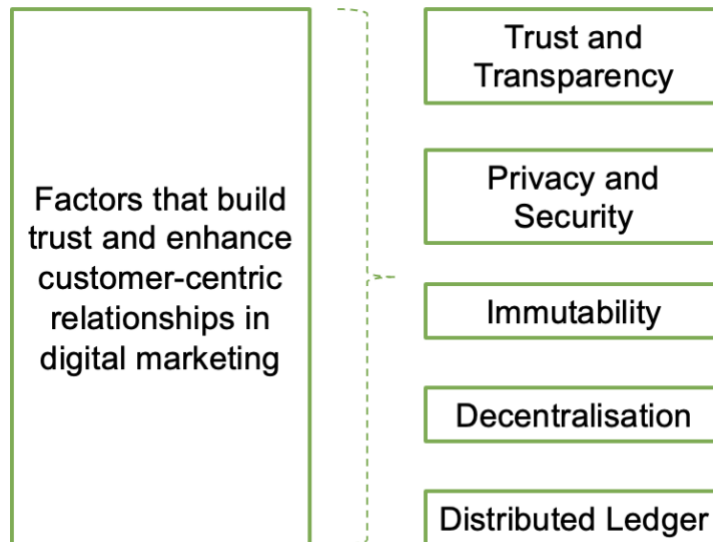 Factors that build
trust and enhance
customer-centric
relationships in
digital marketing
Trust and
Transparency
Privacy and
Security
Immutability
Decentralisation
Distributed Ledger